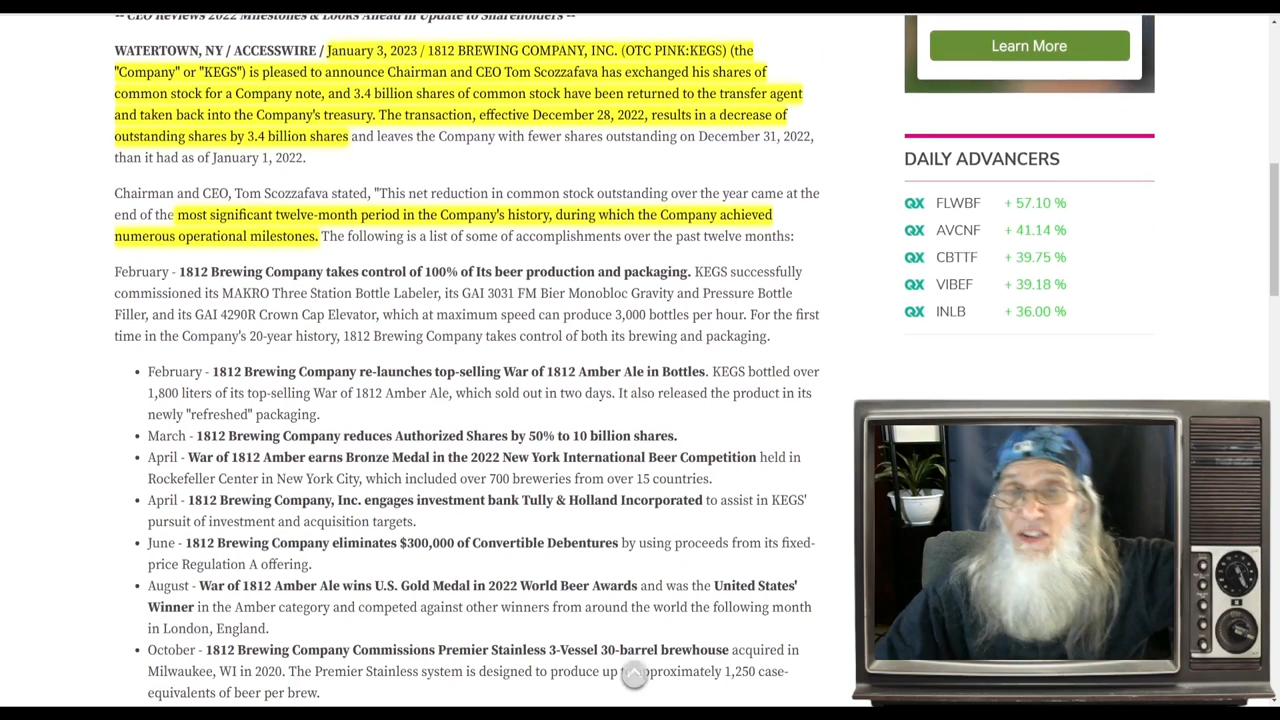 -- CEO Reviews 2022 Milestones & Looks Ahead in Update to Shareholders --
WATERTOWN, NY / ACCESSWIRE / January 3, 2023 / 1812 BREWING COMPANY, INC. (OTC PINK:KEGS) (the
"Company" or "KEGS") is pleased to announce Chairman and CEO Tom Scozzafava has exchanged his shares of
common stock for a Company note, and 3.4 billion shares of common stock have been returned to the transfer agent
and taken back into the Company's treasury. The transaction, effective December 28, 2022, results in a decrease of
outstanding shares by 3.4 billion shares and leaves the Company with fewer shares outstanding on December 31, 2022,
than it had as of January 1, 2022.
Chairman and CEO, Tom Scozzafava stated, "This net reduction in common stock outstanding over the year came at the
end of the most significant twelve-month period in the Company's history, during which the Company achieved
numerous operational milestones. The following is a list of some of accomplishments over the past twelve months:
February - 1812 Brewing Company takes control of 100% of Its beer production and packaging. KEGS successfully
commissioned its MAKRO Three Station Bottle Labeler, its GAI 3031 FM Bier Monobloc Gravity and Pressure Bottle
Filler, and its GAI 4290R Crown Cap Elevator, which at maximum speed can produce 3,000 bottles per hour. For the first
time in the Company's 20-year history, 1812 Brewing Company takes control of both its brewing and packaging.
• February - 1812 Brewing Company re-launches top-selling War of 1812 Amber Ale in Bottles. KEGS bottled over
1,800 liters of its top-selling War of 1812 Amber Ale, which sold out in two days. It also released the product in its
newly "refreshed" packaging.
• March - 1812 Brewing Company reduces Authorized Shares by 50% to 10 billion shares.
• April - War of 1812 Amber earns Bronze Medal in the 2022 New York International Beer Competition held in
Rockefeller Center in New York City, which included over 700 breweries from over 15 countries.
• April - 1812 Brewing Company, Inc. engages investment bank Tully & Holland Incorporated to assist in KEGS'
pursuit of investment and acquisition targets.
• June - 1812 Brewing Company eliminates $300,000 of Convertible Debentures by using proceeds from its fixed-
price Regulation A offering.
• August - War of 1812 Amber Ale wins U.S. Gold Medal in 2022 World Beer Awards and was the United States'
Winner in the Amber category and competed against other winners from around the world the following month
in London, England.
• October - 1812 Brewing Company Commissions Premier Stainless 3-Vessel 30-barrel brewhouse acquired in
Milwaukee, WI in 2020. The Premier Stainless system is designed to produce up approximately 1,250 case-
equivalents of beer per brew.
Learn More
DAILY ADVANCERS
QX FLWBF + 57.10 %
QX AVCNF + 41.14 %
QX CBTTF + 39.75 %
QX VIBEF + 39.18 %
QX INLB + 36.00 %